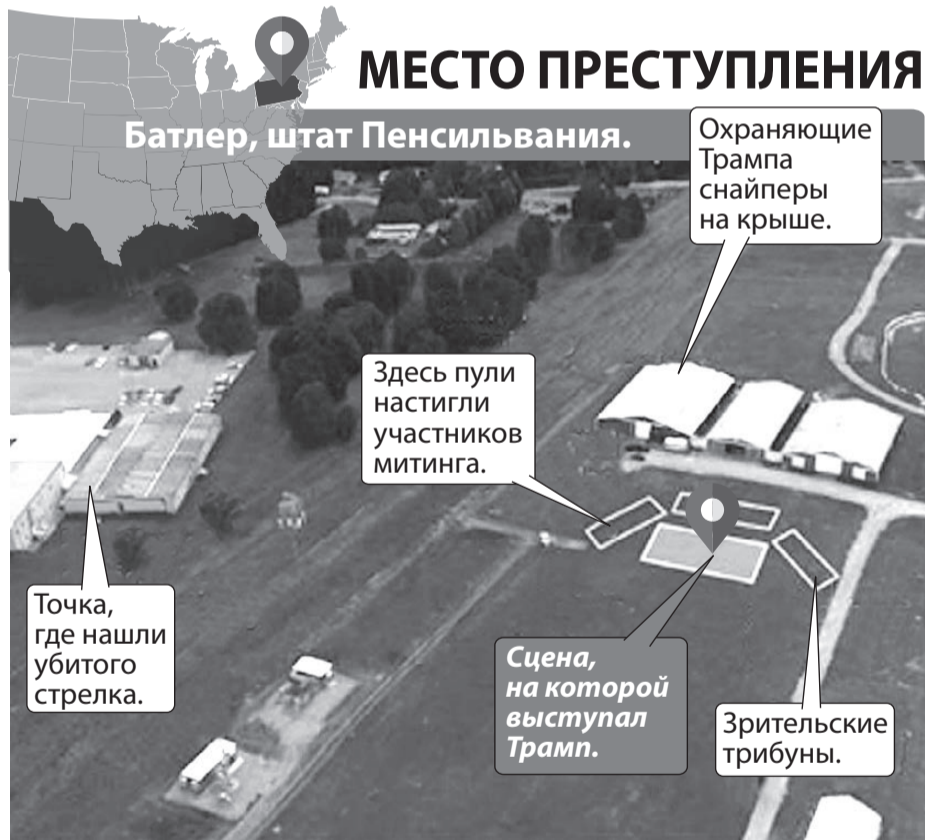 МЕСТО ПРЕСТУПЛЕНИЯ
Батлер, штат Пенсильвания.
Охраняющие
Трампа
снайперы
на крыше.
Здесь пули
настигли
участников
митинга.
Точка,
где нашли
убитого
стрелка.
Сцена,
на которой
выступал
Трамп.
Зрительские
трибуны.